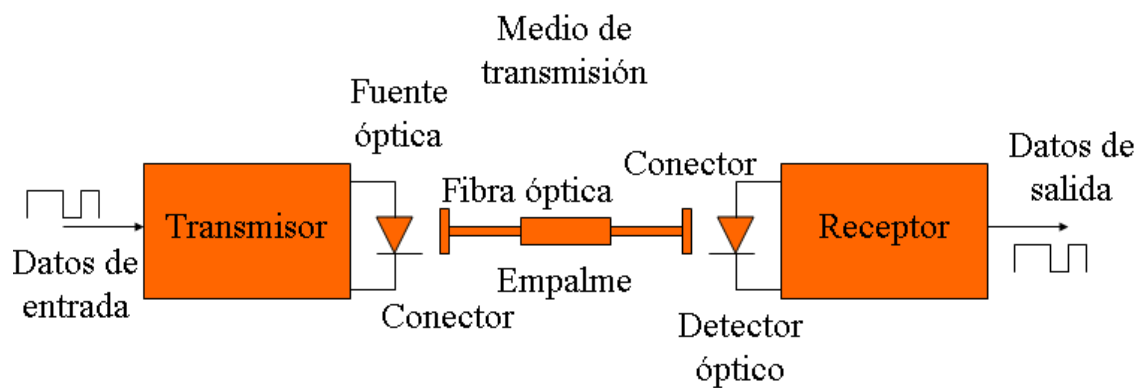 Medio de
transmisión
Fuente
óptica
Conector
Datos de
salida
Fibra óptica
Transmisor
Receptor
Datos de
entrada
Empalme
Conector
Detector
óptico